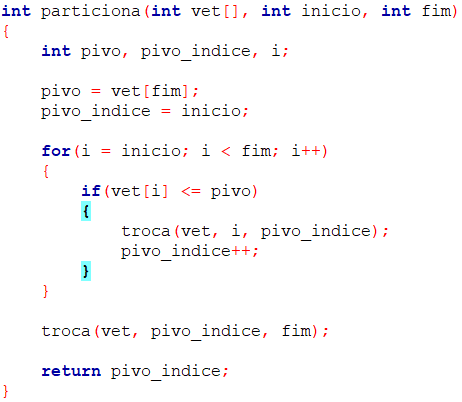 int particiona(int vet[], int inicio, int fim)
{
    int pivo, pivo_indice, i;

    pivo = vet[fim];
    pivo_indice = inicio;

    for(i = inicio; i < fim; i++)
    {
        if(vet[i] <= pivo)
        {
            troca(vet, i, pivo_indice);
            pivo_indice++;
        }
    }

    troca(vet, pivo_indice, fim);

    return pivo_indice;
}